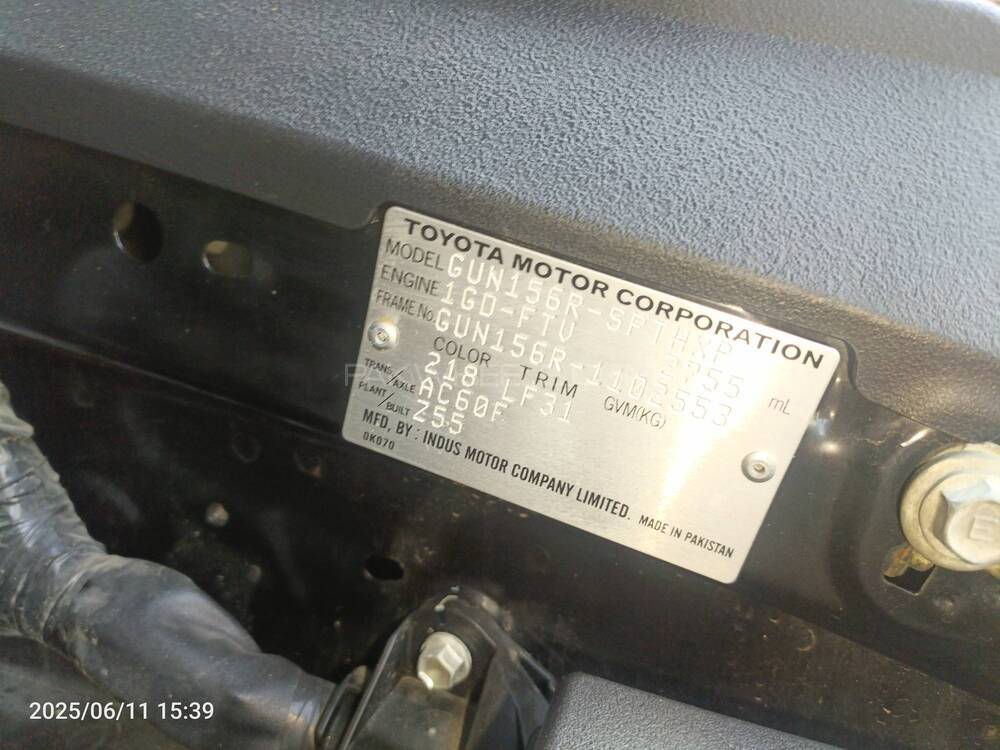 TOYOTA MOTOR CORPORATION
MODEL GUN156R-SFTHXP
ENGINE 1GD-FTV 2755 mL
FRAME No. GUN156R-1102553
COLOR TRIM GVM(KG)
218 LF31
TRANS/AXLE AC60F
PLANT/BUILT Z55
MFD, BY : INDUS MOTOR COMPANY LIMITED.
0K070 MADE IN PAKISTAN
2025/06/11 15:39